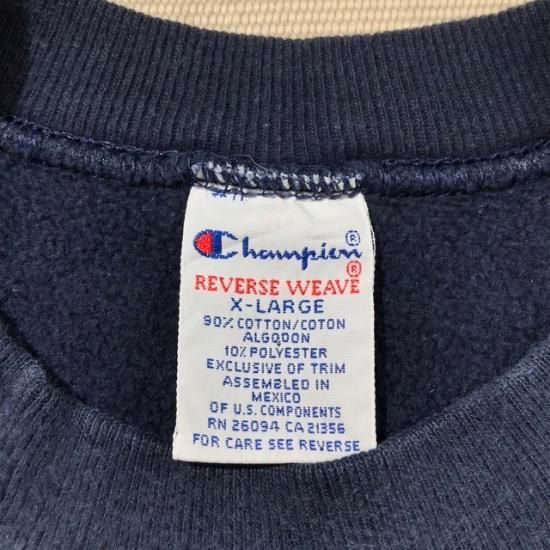 Champion®
REVERSE WEAVE®
X-LARGE
90% COTTON/COTON
ALGODON
10% POLYESTER
EXCLUSIVE OF TRIM
ASSEMBLED IN
MEXICO
OF U.S. COMPONENTS
RN 26094 CA 21356
FOR CARE SEE REVERSE